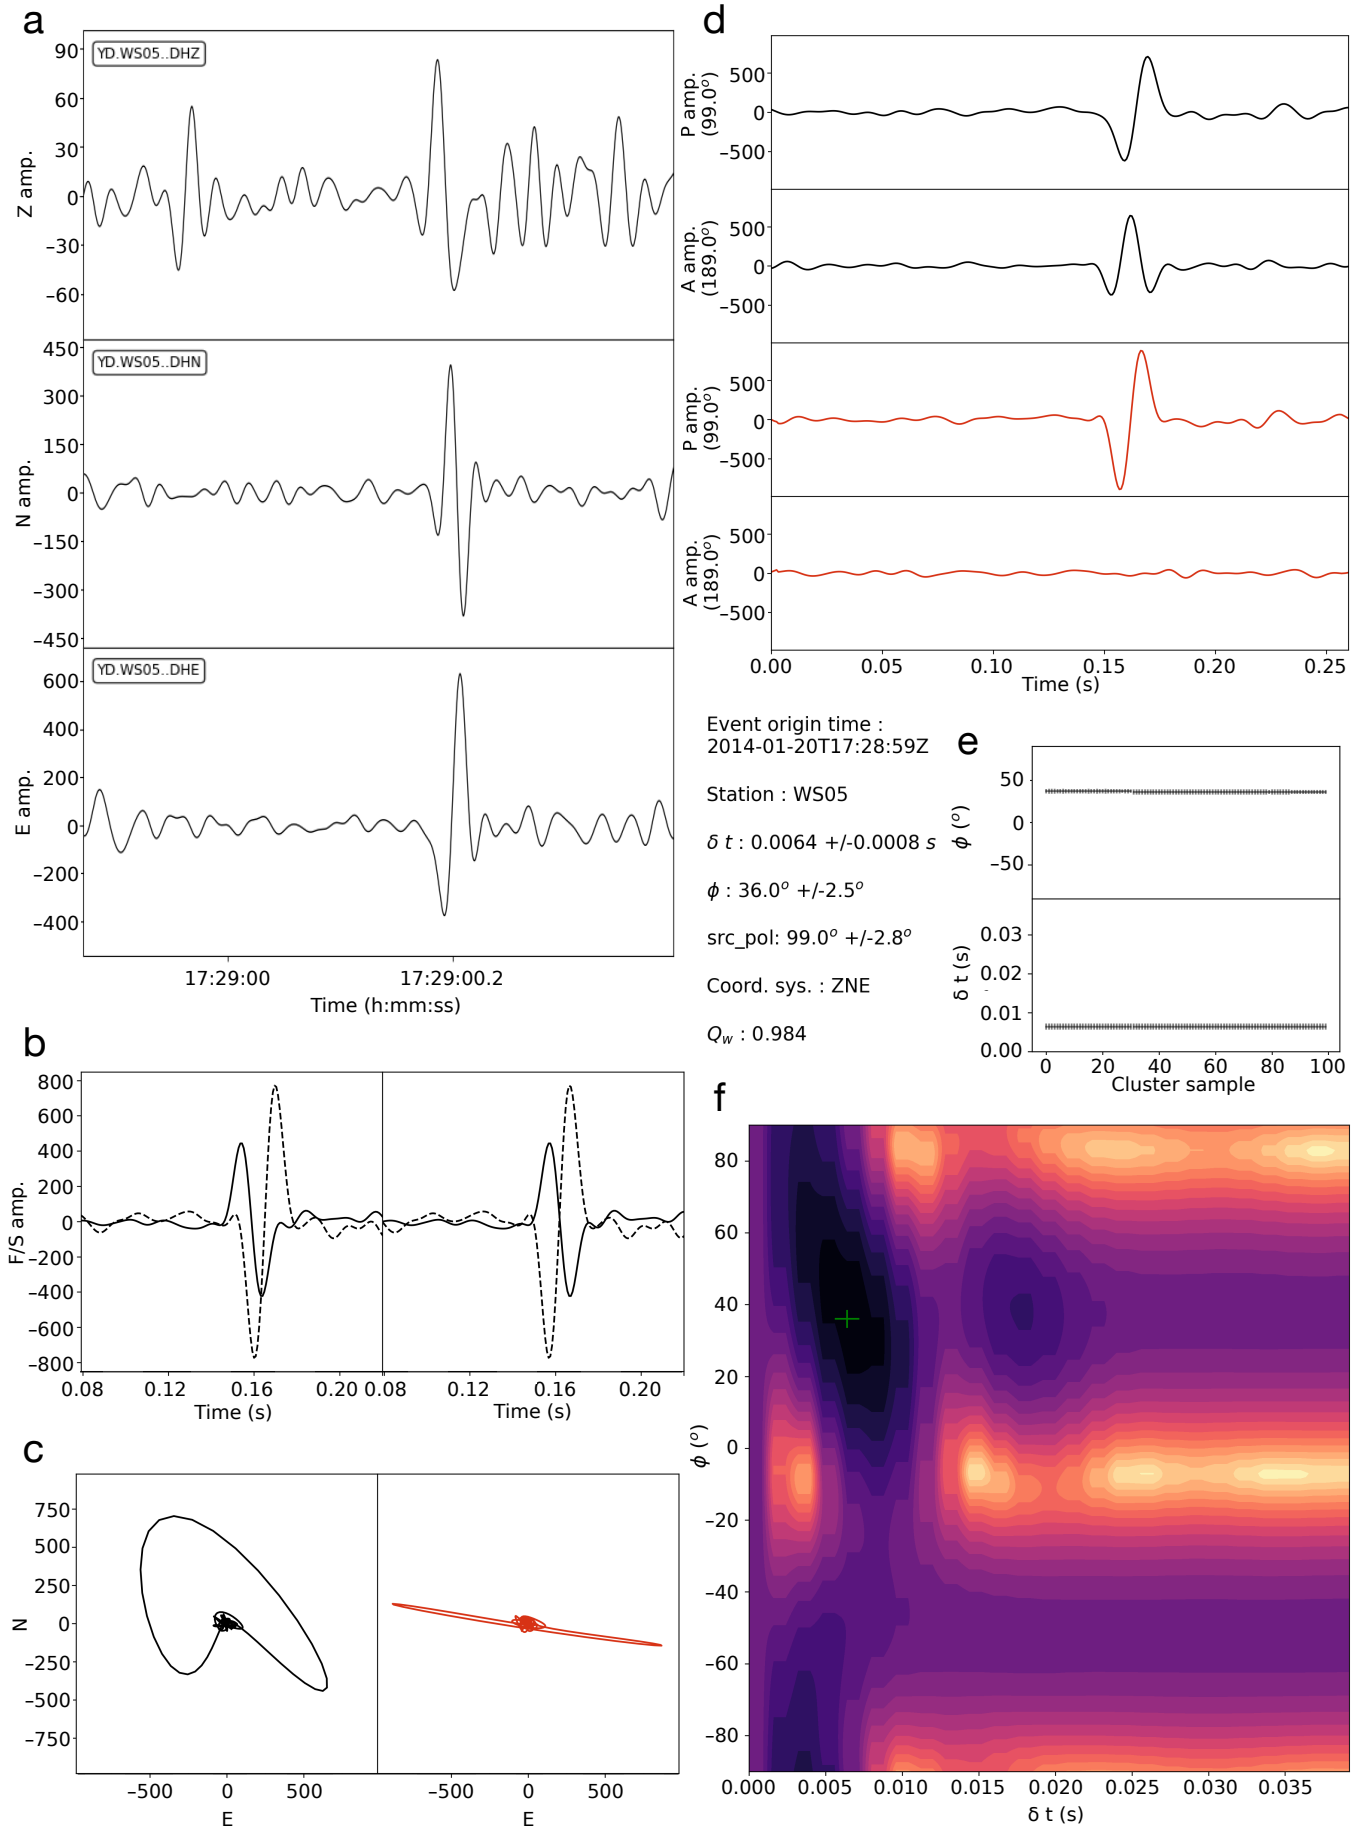 a
YD.WS05..DHZ
Z amp.
90
60
30
0
−30
−60
YD.WS05..DHN
N amp.
450
300
150
0
−150
−300
−450
YD.WS05..DHE
E amp.
600
400
200
0
−200
−400
17:29:00 17:29:00.2
Time (h:mm:ss)
b
F/S amp.
800
600
400
200
0
−200
−400
−600
−800
0.08 0.12 0.16 0.20 0.08 0.12 0.16 0.20
Time (s) Time (s)
c
N
750
500
250
0
−250
−500
−750
−500 0 500 −500 0 500
E E
d
P amp.
(99.0°)
500
0
−500
A amp.
(189.0°)
500
0
−500
P amp.
(99.0°)
500
0
−500
A amp.
(189.0°)
500
0
−500
0.00 0.05 0.10 0.15 0.20 0.25
Time (s)
Event origin time :
2014-01-20T17:28:59Z
Station : WS05
δ t : 0.0064 +/-0.0008 s
ϕ : 36.0° +/-2.5°
src_pol: 99.0° +/-2.8°
Coord. sys. : ZNE
Qw : 0.984
e
ϕ (°)
50
0
−50
δ t (s)
0.03
0.02
0.01
0.00
0 20 40 60 80 100
Cluster sample
f
ϕ (°)
80
60
40
20
0
−20
−40
−60
−80
0.000 0.005 0.010 0.015 0.020 0.025 0.030 0.035
δ t (s)